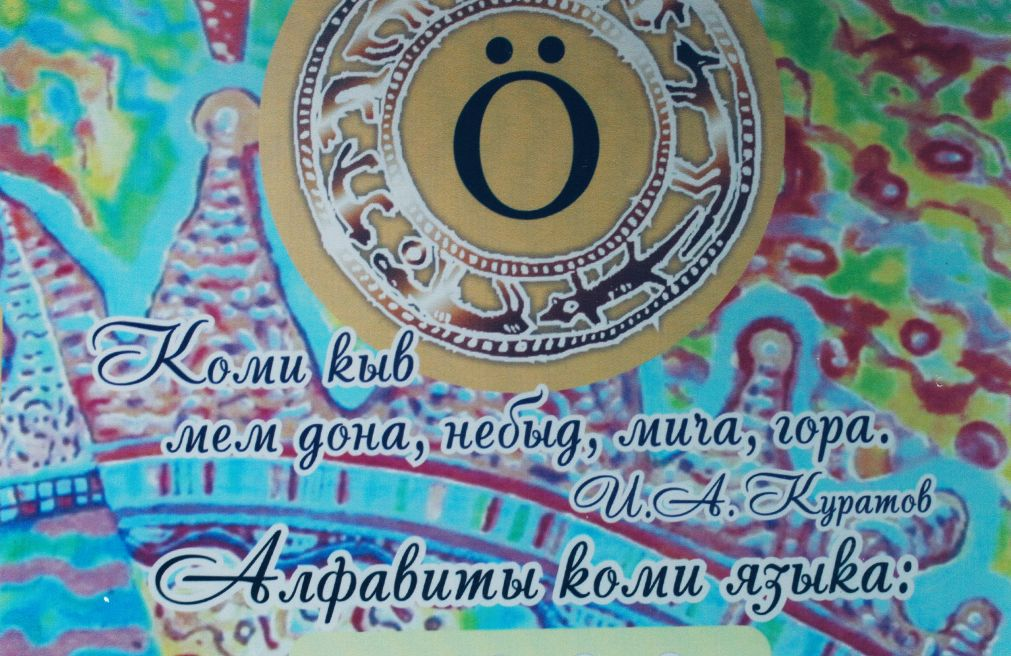 Ӧ
Коми кыв
мем дона, небыд, мича, гора.
И.А. Куратов
Алфавиты коми языка: